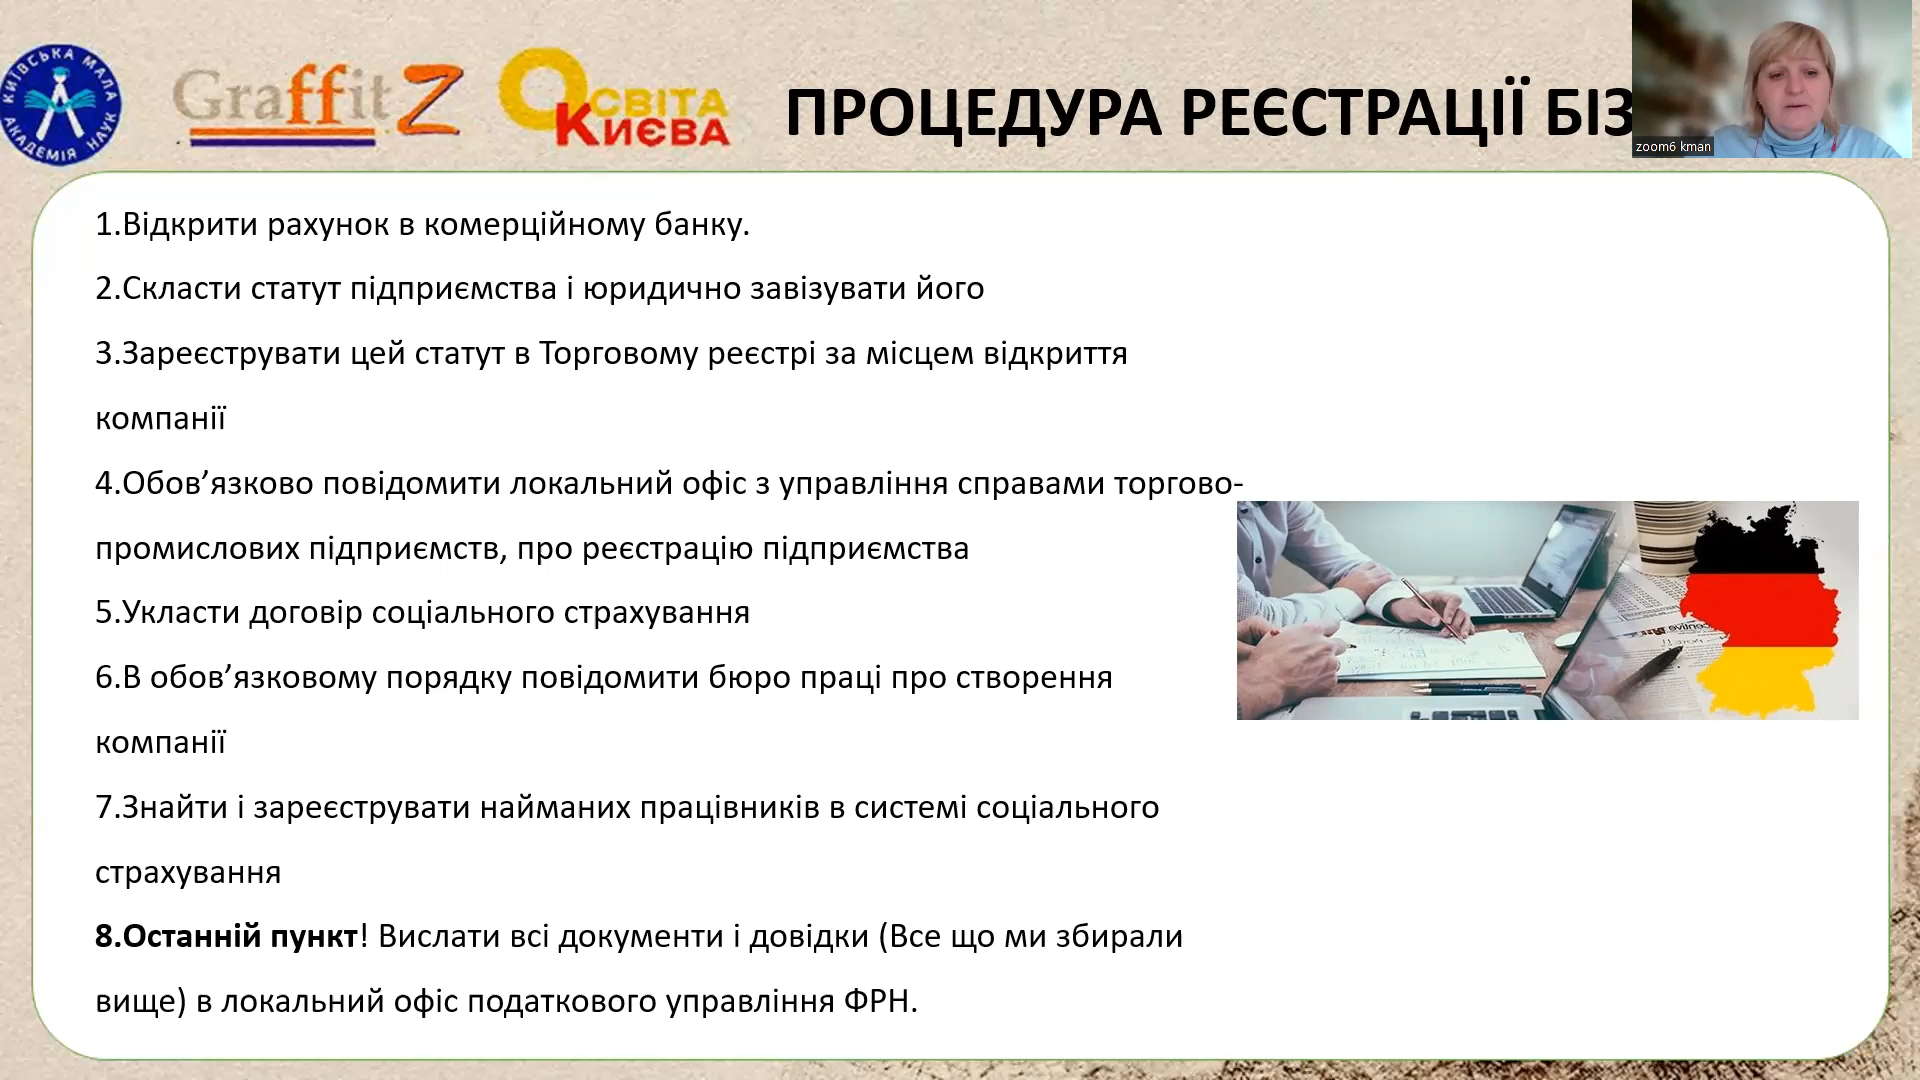 КИЇВСЬКА МАЛА АКАДЕМІЯ НАУК
Graffit Z
ОСВІТА
КИЄВА
ПРОЦЕДУРА РЕЄСТРАЦІЇ БІЗ
zoom6 kman
1.Відкрити рахунок в комерційному банку.
2.Скласти статут підприємства і юридично завізувати його
3.Зареєструвати цей статут в Торговому реєстрі за місцем відкриття
компанії
4.Обов’язково повідомити локальний офіс з управління справами торгово-
промислових підприємств, про реєстрацію підприємства
5.Укласти договір соціального страхування
6.В обов’язковому порядку повідомити бюро праці про створення
компанії
7.Знайти і зареєструвати найманих працівників в системі соціального
страхування
8.Останній пункт! Вислати всі документи і довідки (Все що ми збирали
вище) в локальний офіс податкового управління ФРН.